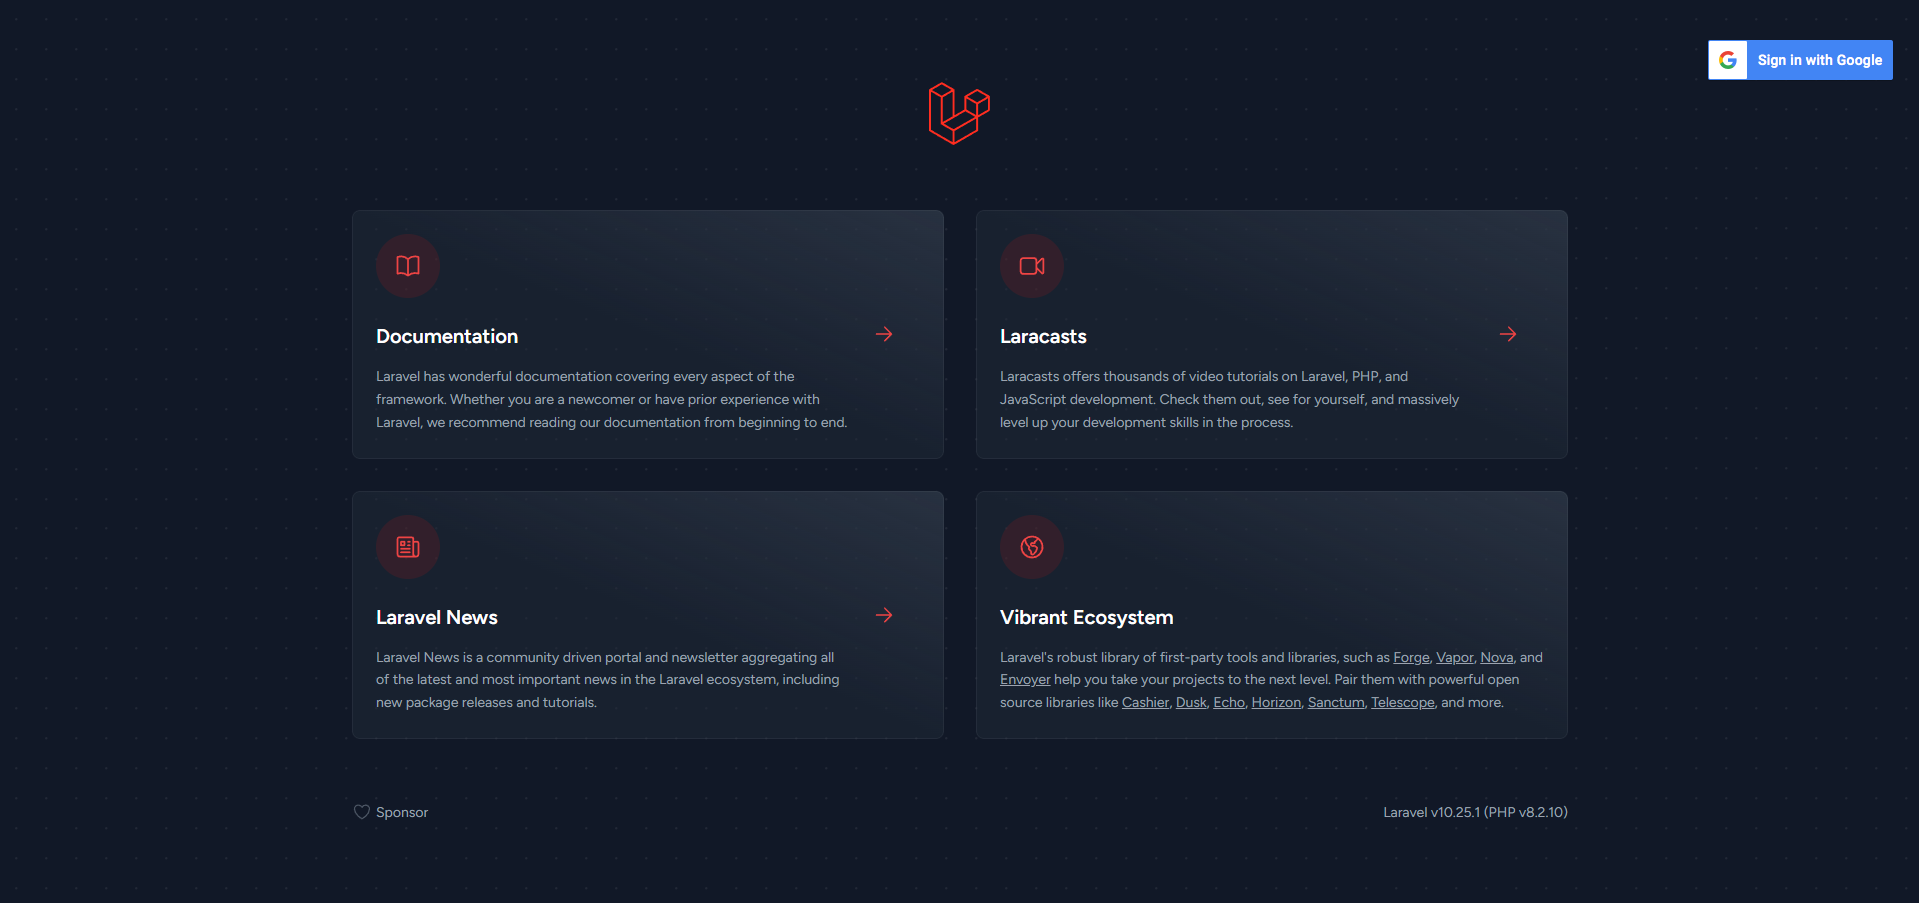 Sign in with Google
Documentation
Laravel has wonderful documentation covering every aspect of the
framework. Whether you are a newcomer or have prior experience with
Laravel, we recommend reading our documentation from beginning to end.
Laracasts
Laracasts offers thousands of video tutorials on Laravel, PHP, and
JavaScript development. Check them out, see for yourself, and massively
level up your development skills in the process.
Laravel News
Laravel News is a community driven portal and newsletter aggregating all
of the latest and most important news in the Laravel ecosystem, including
new package releases and tutorials.
Vibrant Ecosystem
Laravel's robust library of first-party tools and libraries, such as Forge, Vapor, Nova, and
Envoyer help you take your projects to the next level. Pair them with powerful open
source libraries like Cashier, Dusk, Echo, Horizon, Sanctum, Telescope, and more.
Sponsor
Laravel v10.25.1 (PHP v8.2.10)